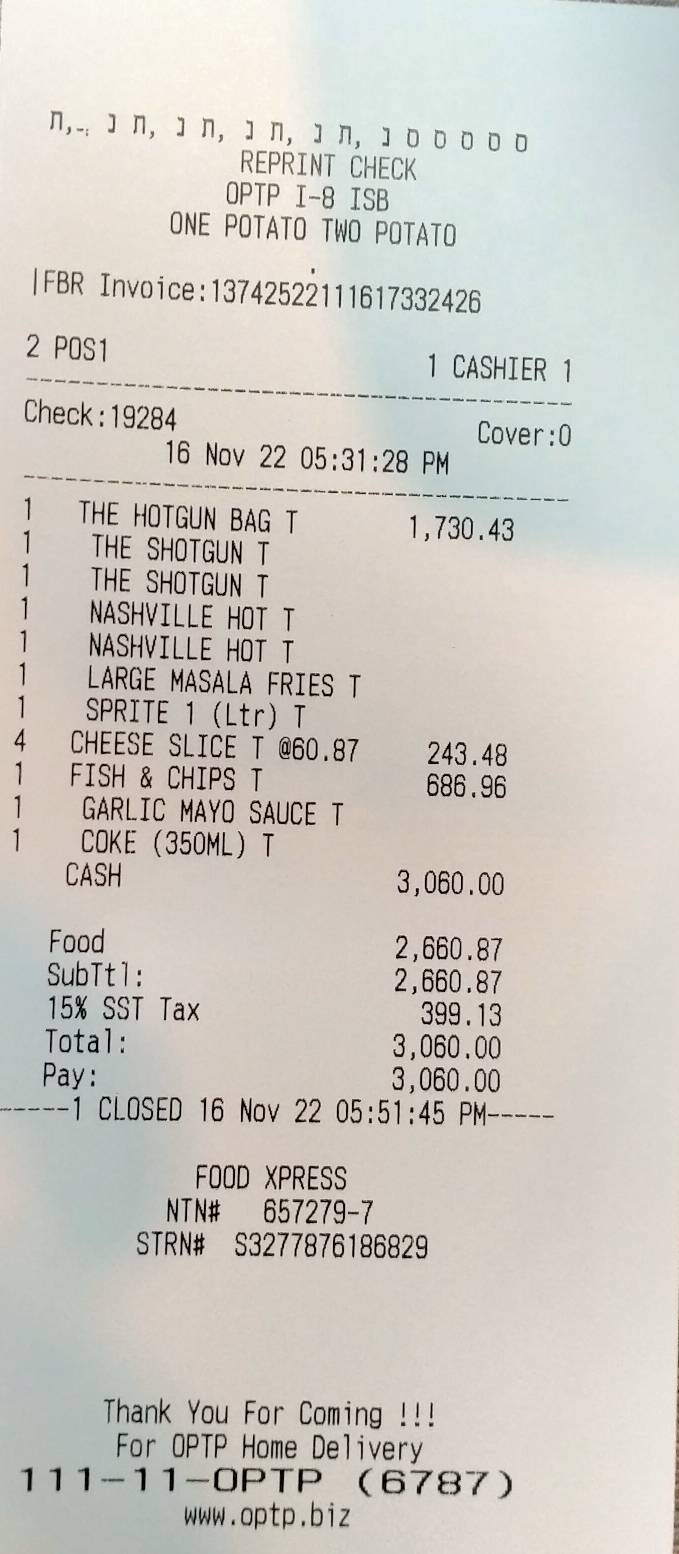 REPRINT CHECK
OPTP I-8 ISB
ONE POTATO TWO POTATO
|FBR Invoice:13742522111617332426
2 POS1 1 CASHIER 1
Check:19284 Cover:0
16 Nov 22 05:31:28 PM
1 THE HOTGUN BAG T 1,730.43
1 THE SHOTGUN T
1 THE SHOTGUN T
1 NASHVILLE HOT T
1 NASHVILLE HOT T
1 LARGE MASALA FRIES T
1 SPRITE 1 (Ltr) T
4 CHEESE SLICE T @60.87 243.48
1 FISH & CHIPS T 686.96
1 GARLIC MAYO SAUCE T
1 COKE (350ML) T
CASH 3,060.00
Food 2,660.87
SubTtl: 2,660.87
15% SST Tax 399.13
Total: 3,060.00
Pay: 3,060.00
-----1 CLOSED 16 Nov 22 05:51:45 PM-----
FOOD XPRESS
NTN# 657279-7
STRN# S3277876186829
Thank You For Coming !!!
For OPTP Home Delivery
111-11-OPTP (6787)
www.optp.biz